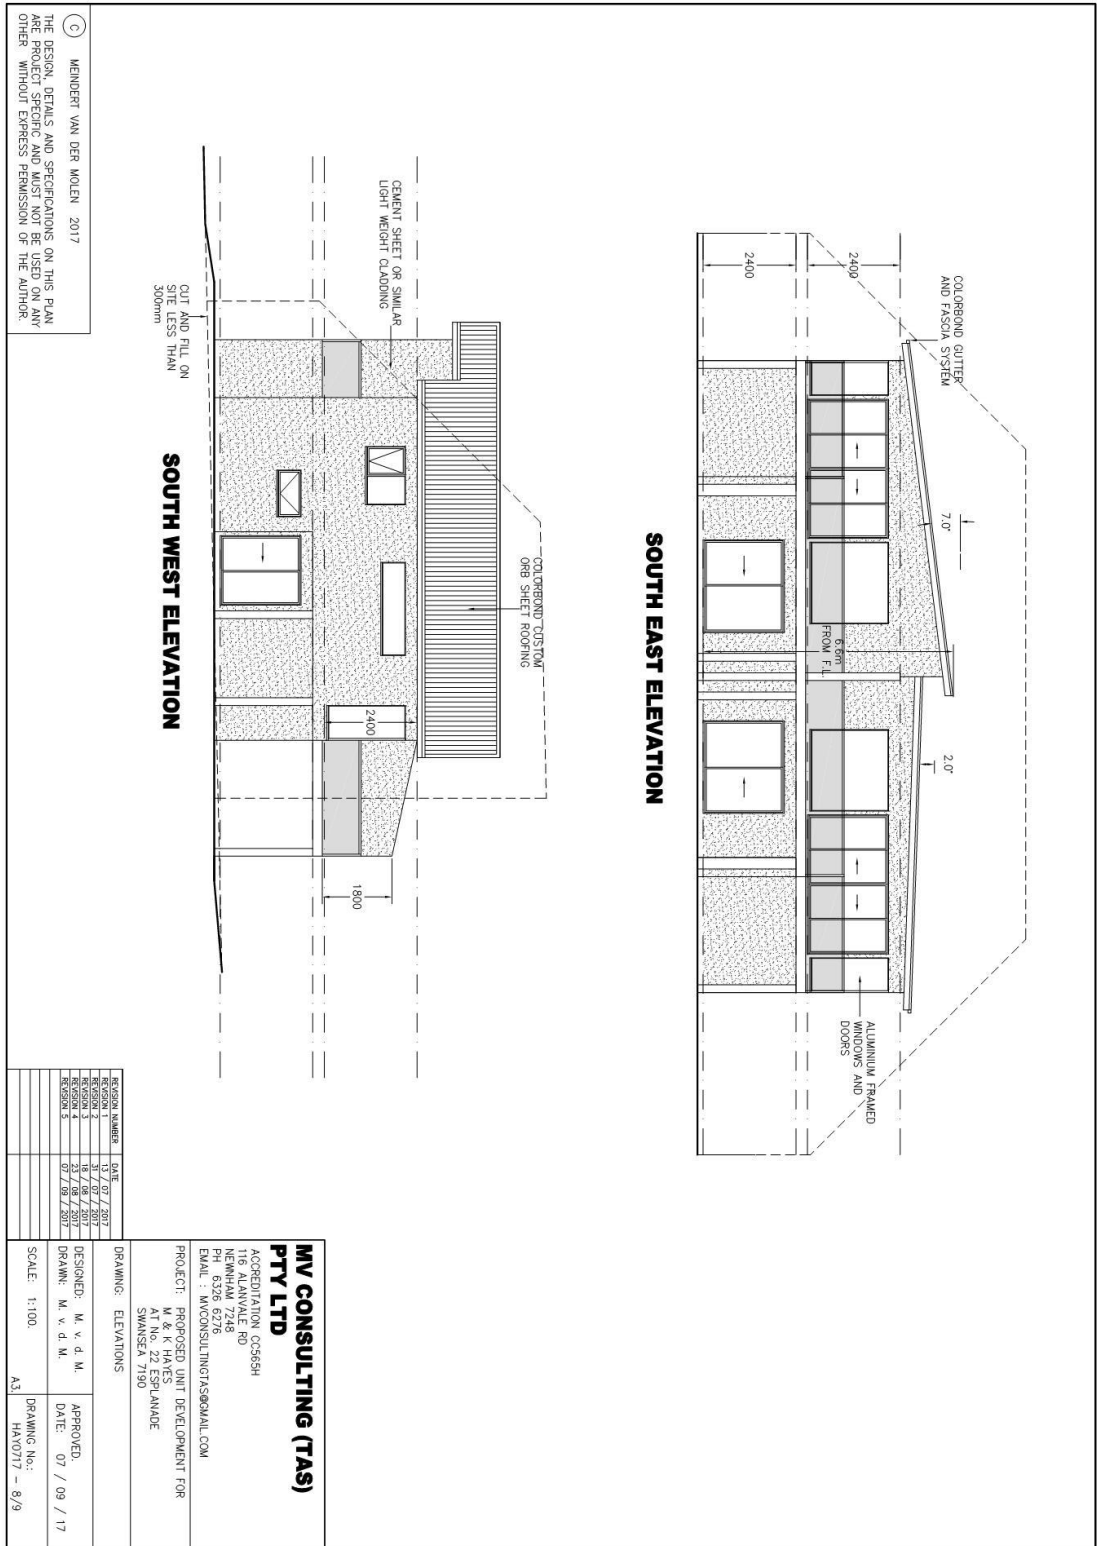 COLORBOND GUTTER
AND FASCIA SYSTEM
7.0°
2.0°
2400
2400
6.6m
FROM F.L.
ALUMINIUM FRAMED
WINDOWS AND
DOORS
SOUTH EAST ELEVATION
COLORBOND CUSTOM
ORB SHEET ROOFING
CEMENT SHEET OR SIMILAR
LIGHT WEIGHT CLADDING
2400
1800
CUT AND FILL ON
SITE LESS THAN
300mm
SOUTH WEST ELEVATION
C MEINDERT VAN DER MOLEN 2017
THE DESIGN, DETAILS AND SPECIFICATIONS ON THIS PLAN
ARE PROJECT SPECIFIC AND MUST NOT BE USED ON ANY
OTHER WITHOUT EXPRESS PERMISSION OF THE AUTHOR.
REVISION NUMBER DATE
REVISION 1 13 / 07 / 2017
REVISION 2 31 / 07 / 2017
REVISION 3 18 / 08 / 2017
REVISION 4 23 / 08 / 2017
REVISION 5 07 / 09 / 2017
MV CONSULTING (TAS)
PTY LTD
ACCREDITATION CC565H
116 ALANVALE RD
NEWNHAM 7248
PH 6326 6276
EMAIL : MVCONSULTINGTAS@GMAIL.COM
PROJECT: PROPOSED UNIT DEVELOPMENT FOR
M & K HAYES
AT No. 22 ESPLANADE
SWANSEA 7190
DRAWING: ELEVATIONS
DESIGNED: M. v. d. M.
DRAWN: M. v. d. M.
APPROVED.
DATE: 07 / 09 / 17
SCALE: 1:100.
A3.
DRAWING No.:
HAY0717 - 8/9